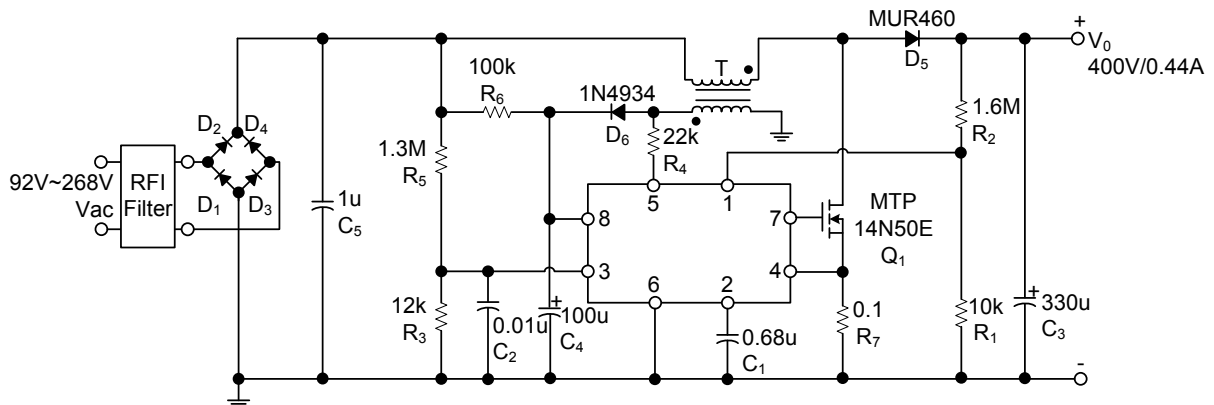 MUR460
D5
+
V0
400V/0.44A
T
100k
R6
1N4934
D6
22k
R4
1.6M
R2
D2
D4
D1
D3
92V~268V
Vac
RFI
Filter
1.3M
R5
1u
C5
5
1
8
7
3
4
6
2
MTP
14N50E
Q1
12k
R3
0.01u
C2
+
100u
C4
0.68u
C1
0.1
R7
10k
R1
+
330u
C3
-